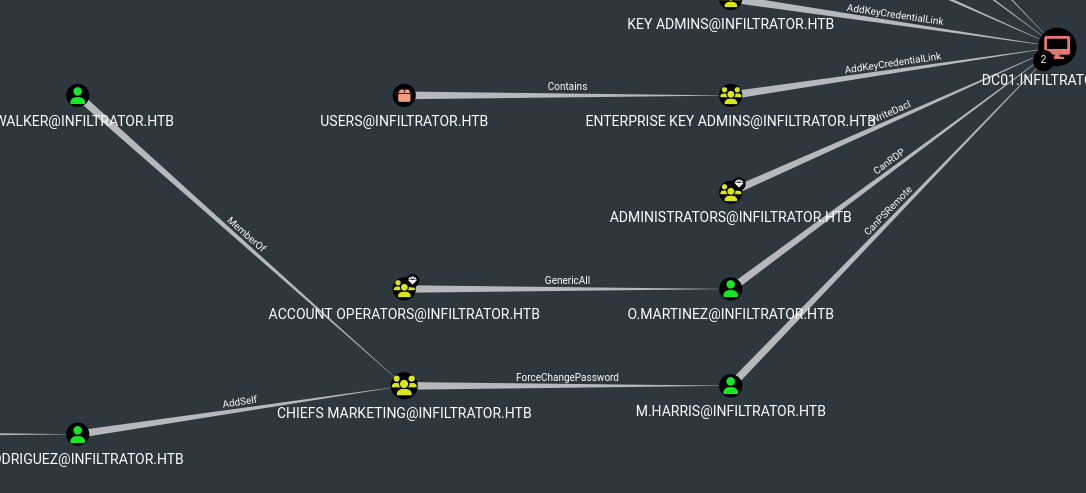 AddKeyCredentialLink
KEY ADMINS@INFILTRATOR.HTB
AddKeyCredentialLink
2
DC01.INFILTRAT
Contains
WALKER@INFILTRATOR.HTB
USERS@INFILTRATOR.HTB
ENTERPRISE KEY ADMINS@INFILTRATOR.HTB
WriteDacl
CanRDP
ADMINISTRATORS@INFILTRATOR.HTB
CanPSRemote
MemberOf
GenericAll
ACCOUNT OPERATORS@INFILTRATOR.HTB
O.MARTINEZ@INFILTRATOR.HTB
ForceChangePassword
AddSelf
CHIEFS MARKETING@INFILTRATOR.HTB
M.HARRIS@INFILTRATOR.HTB
DRIGUEZ@INFILTRATOR.HTB